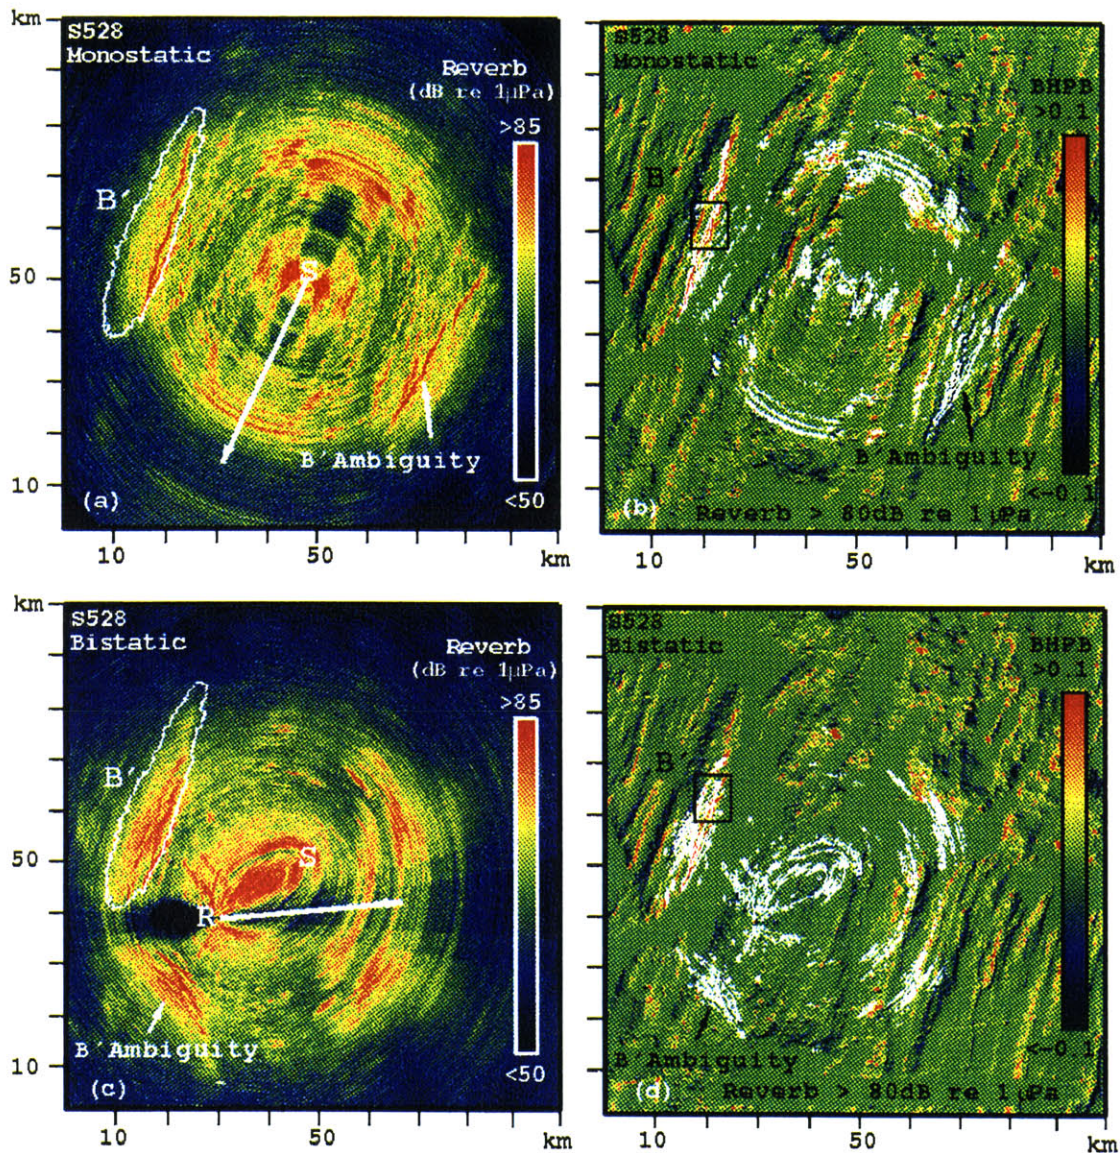 km
S528
Monostatic
Reverb
(dB re 1µPa)
>85
B′
S
50
B′Ambiguity
10
(a)
<50
10
50
km
S528
Monostatic
BHPB
>0.1
B′
B′Ambiguity
<-0.1
(b)
Reverb > 80dB re 1µPa
10
50
km
km
S528
Bistatic
Reverb
(dB re 1µPa)
>85
B′
50
S
R
B′Ambiguity
10
(c)
<50
10
50
km
S528
Bistatic
BHPB
>0.1
B′
B′Ambiguity
<-0.1
(d)
Reverb > 80dB re 1µPa
10
50
km